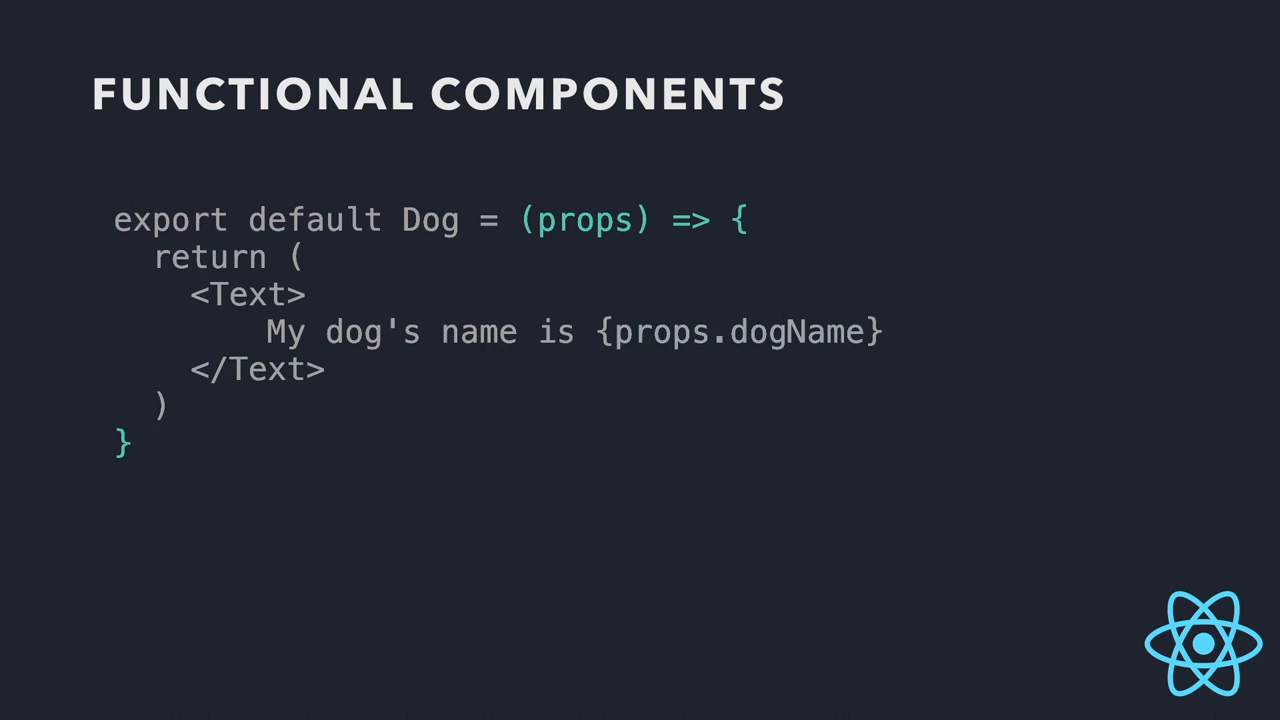 FUNCTIONAL COMPONENTS
export default Dog = (props) => {
  return (
    <Text>
        My dog's name is {props.dogName}
    </Text>
  )
}